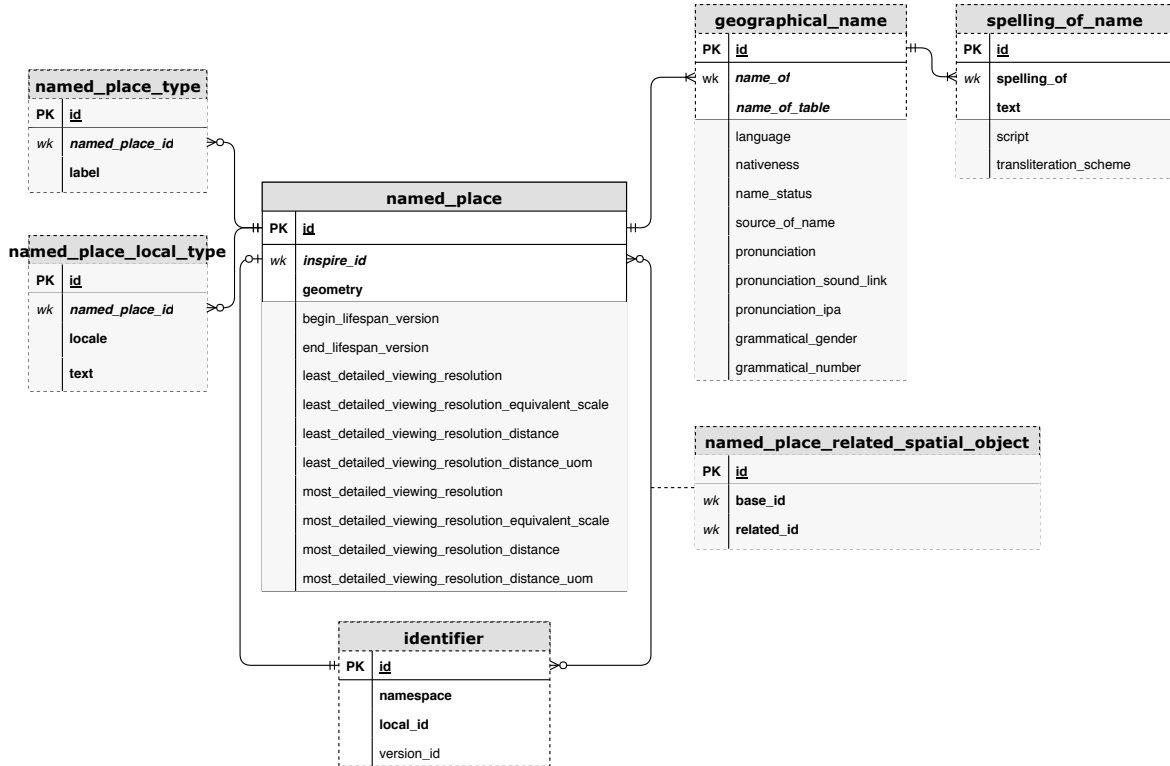 named_place_type
PK id
wk named_place_id
label
named_place_local_type
PK id
wk named_place_id
locale
text
named_place
PK id
wk inspire_id
geometry
begin_lifespan_version
end_lifespan_version
least_detailed_viewing_resolution
least_detailed_viewing_resolution_equivalent_scale
least_detailed_viewing_resolution_distance
least_detailed_viewing_resolution_distance_uom
most_detailed_viewing_resolution
most_detailed_viewing_resolution_equivalent_scale
most_detailed_viewing_resolution_distance
most_detailed_viewing_resolution_distance_uom
identifier
PK id
namespace
local_id
version_id
geographical_name
PK id
wk name_of
name_of_table
language
nativeness
name_status
source_of_name
pronunciation
pronunciation_sound_link
pronunciation_ipa
grammatical_gender
grammatical_number
spelling_of_name
PK id
wk spelling_of
text
script
transliteration_scheme
named_place_related_spatial_object
PK id
wk base_id
wk related_id